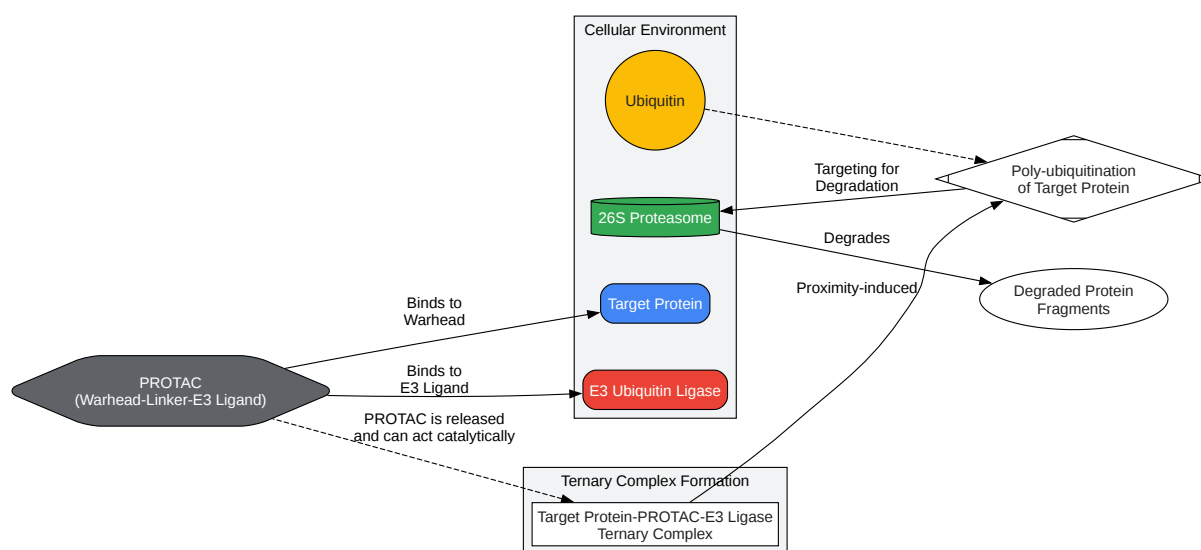 Cellular Environment
Ubiquitin
Poly-ubiquitination
of Target Protein
Targeting for
Degradation
26S Proteasome
Degrades
Degraded Protein
Fragments
Proximity-induced
Target Protein
Binds to
Warhead
PROTAC
(Warhead-Linker-E3 Ligand)
Binds to
E3 Ligand
E3 Ubiquitin Ligase
PROTAC is released
and can act catalytically
Ternary Complex Formation
Target Protein-PROTAC-E3 Ligase
Ternary Complex